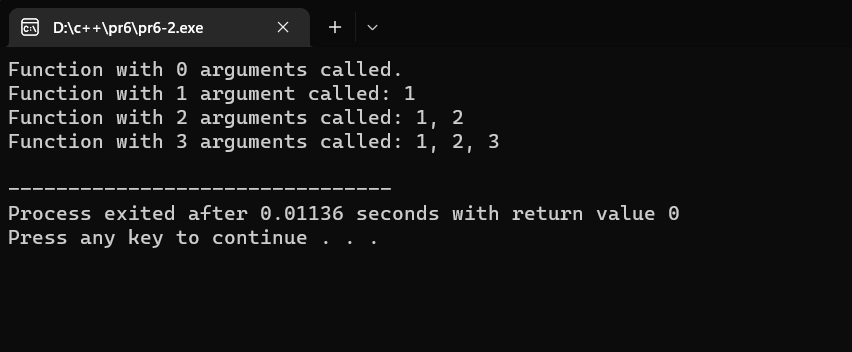 D:\c++\pr6\pr6-2.exe
Function with 0 arguments called.
Function with 1 argument called: 1
Function with 2 arguments called: 1, 2
Function with 3 arguments called: 1, 2, 3
--------------------------------
Process exited after 0.01136 seconds with return value 0
Press any key to continue . . .